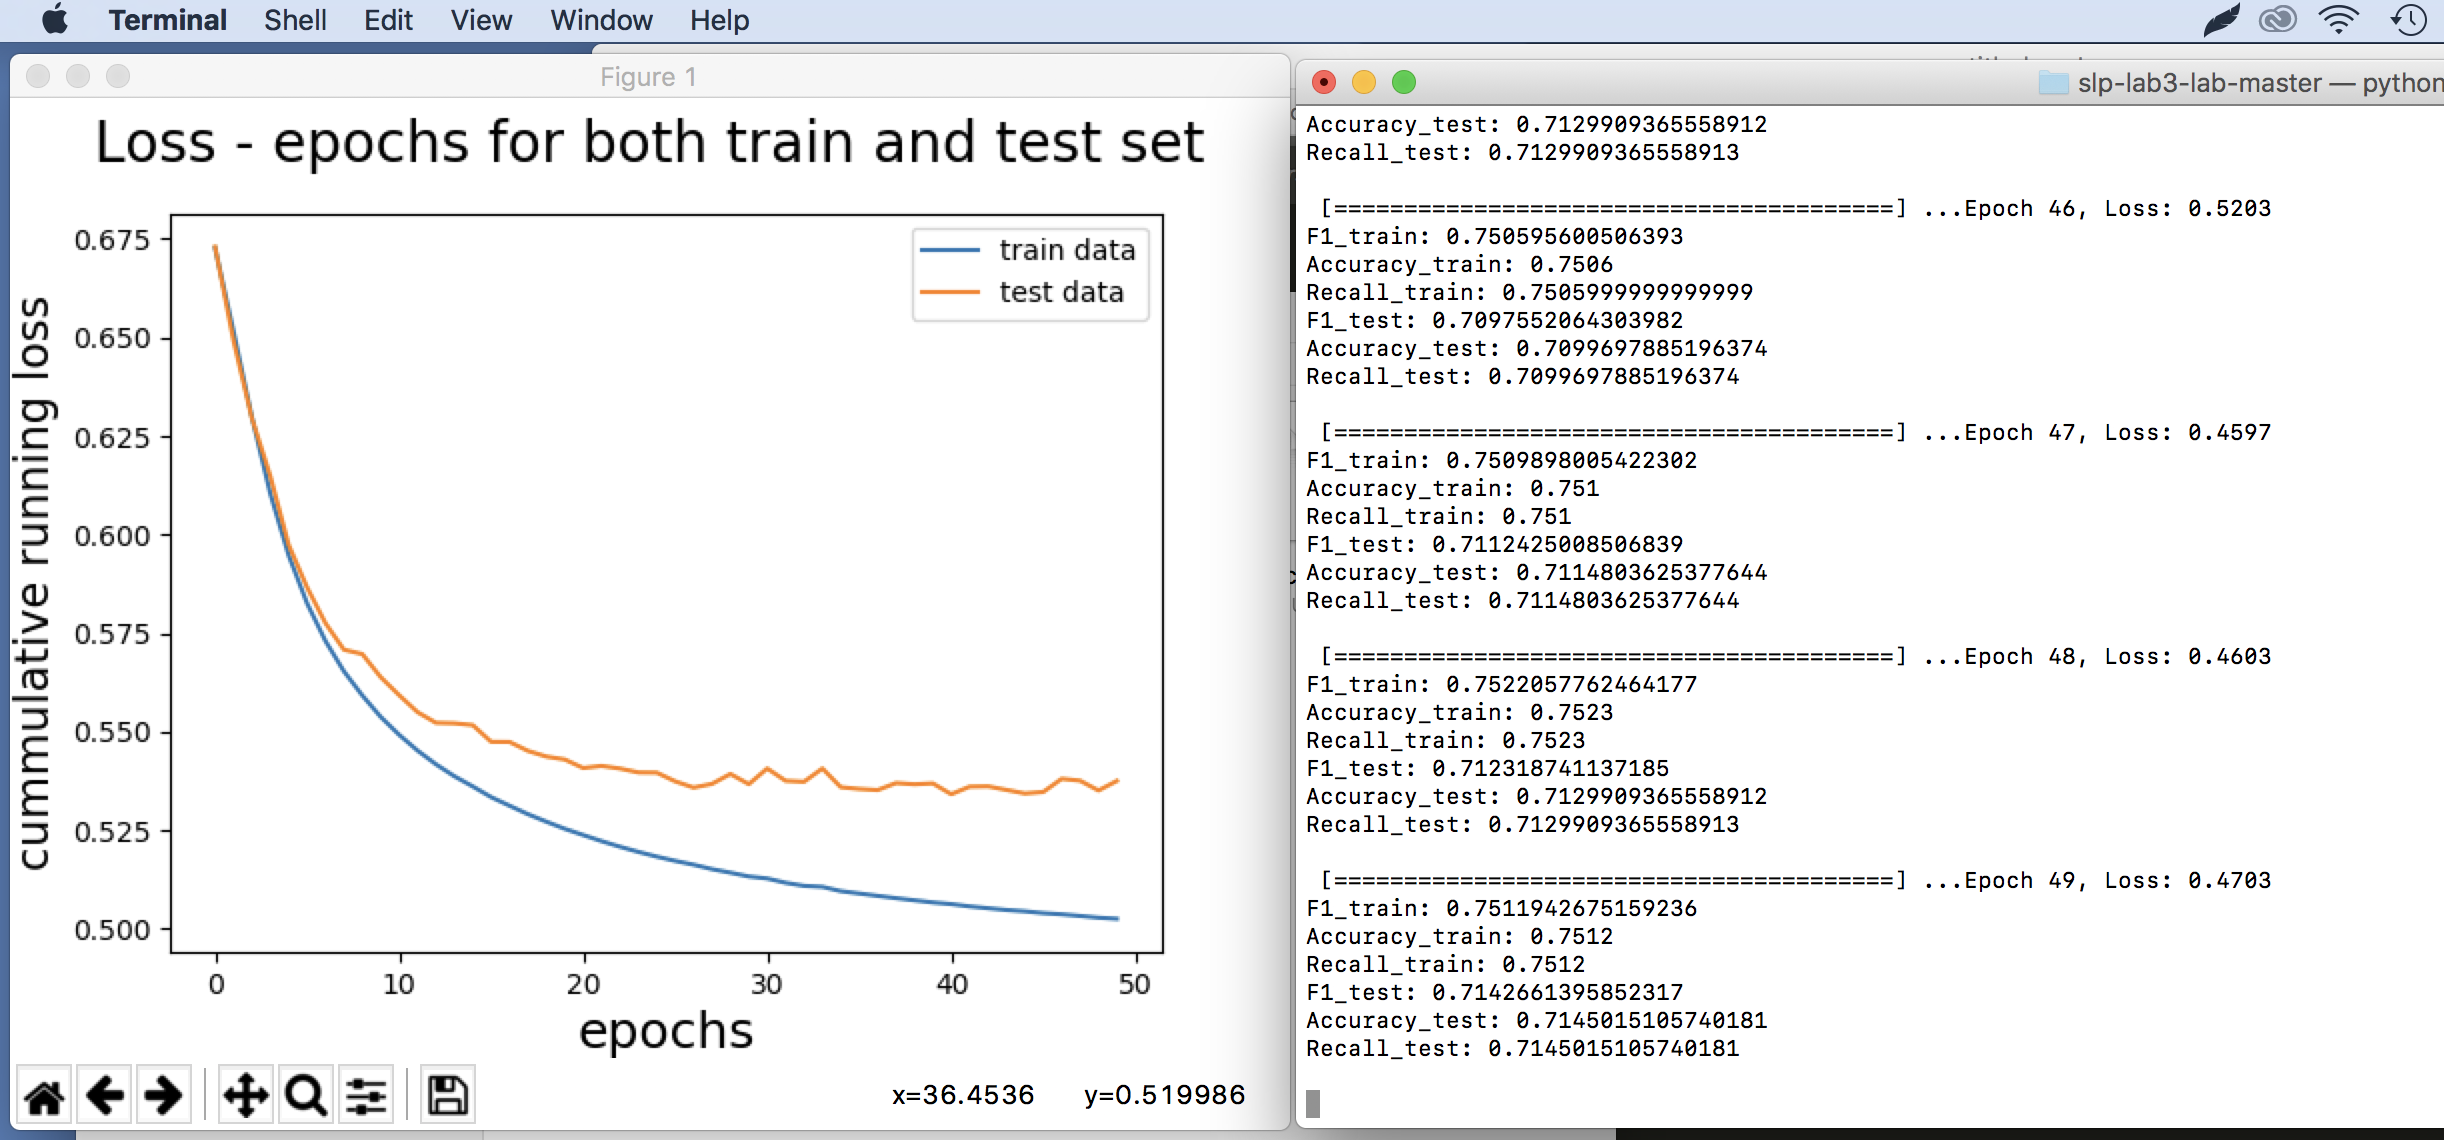 Terminal Shell Edit View Window Help
Figure 1
Loss - epochs for both train and test set
cummulative running loss
0.675
0.650
0.625
0.600
0.575
0.550
0.525
0.500
train data
test data
0 10 20 30 40 50
epochs
x=36.4536 y=0.519986
slp-lab3-lab-master — python
Accuracy_test: 0.7129909365558912
Recall_test: 0.7129909365558913
[========================================] ...Epoch 46, Loss: 0.5203
F1_train: 0.750595600506393
Accuracy_train: 0.7506
Recall_train: 0.7505999999999999
F1_test: 0.7097552064303982
Accuracy_test: 0.7099697885196374
Recall_test: 0.7099697885196374
[========================================] ...Epoch 47, Loss: 0.4597
F1_train: 0.7509898005422302
Accuracy_train: 0.751
Recall_train: 0.751
F1_test: 0.7112425008506839
Accuracy_test: 0.7114803625377644
Recall_test: 0.7114803625377644
[========================================] ...Epoch 48, Loss: 0.4603
F1_train: 0.7522057762464177
Accuracy_train: 0.7523
Recall_train: 0.7523
F1_test: 0.712318741137185
Accuracy_test: 0.7129909365558912
Recall_test: 0.7129909365558913
[========================================] ...Epoch 49, Loss: 0.4703
F1_train: 0.7511942675159236
Accuracy_train: 0.7512
Recall_train: 0.7512
F1_test: 0.7142661395852317
Accuracy_test: 0.7145015105740181
Recall_test: 0.7145015105740181